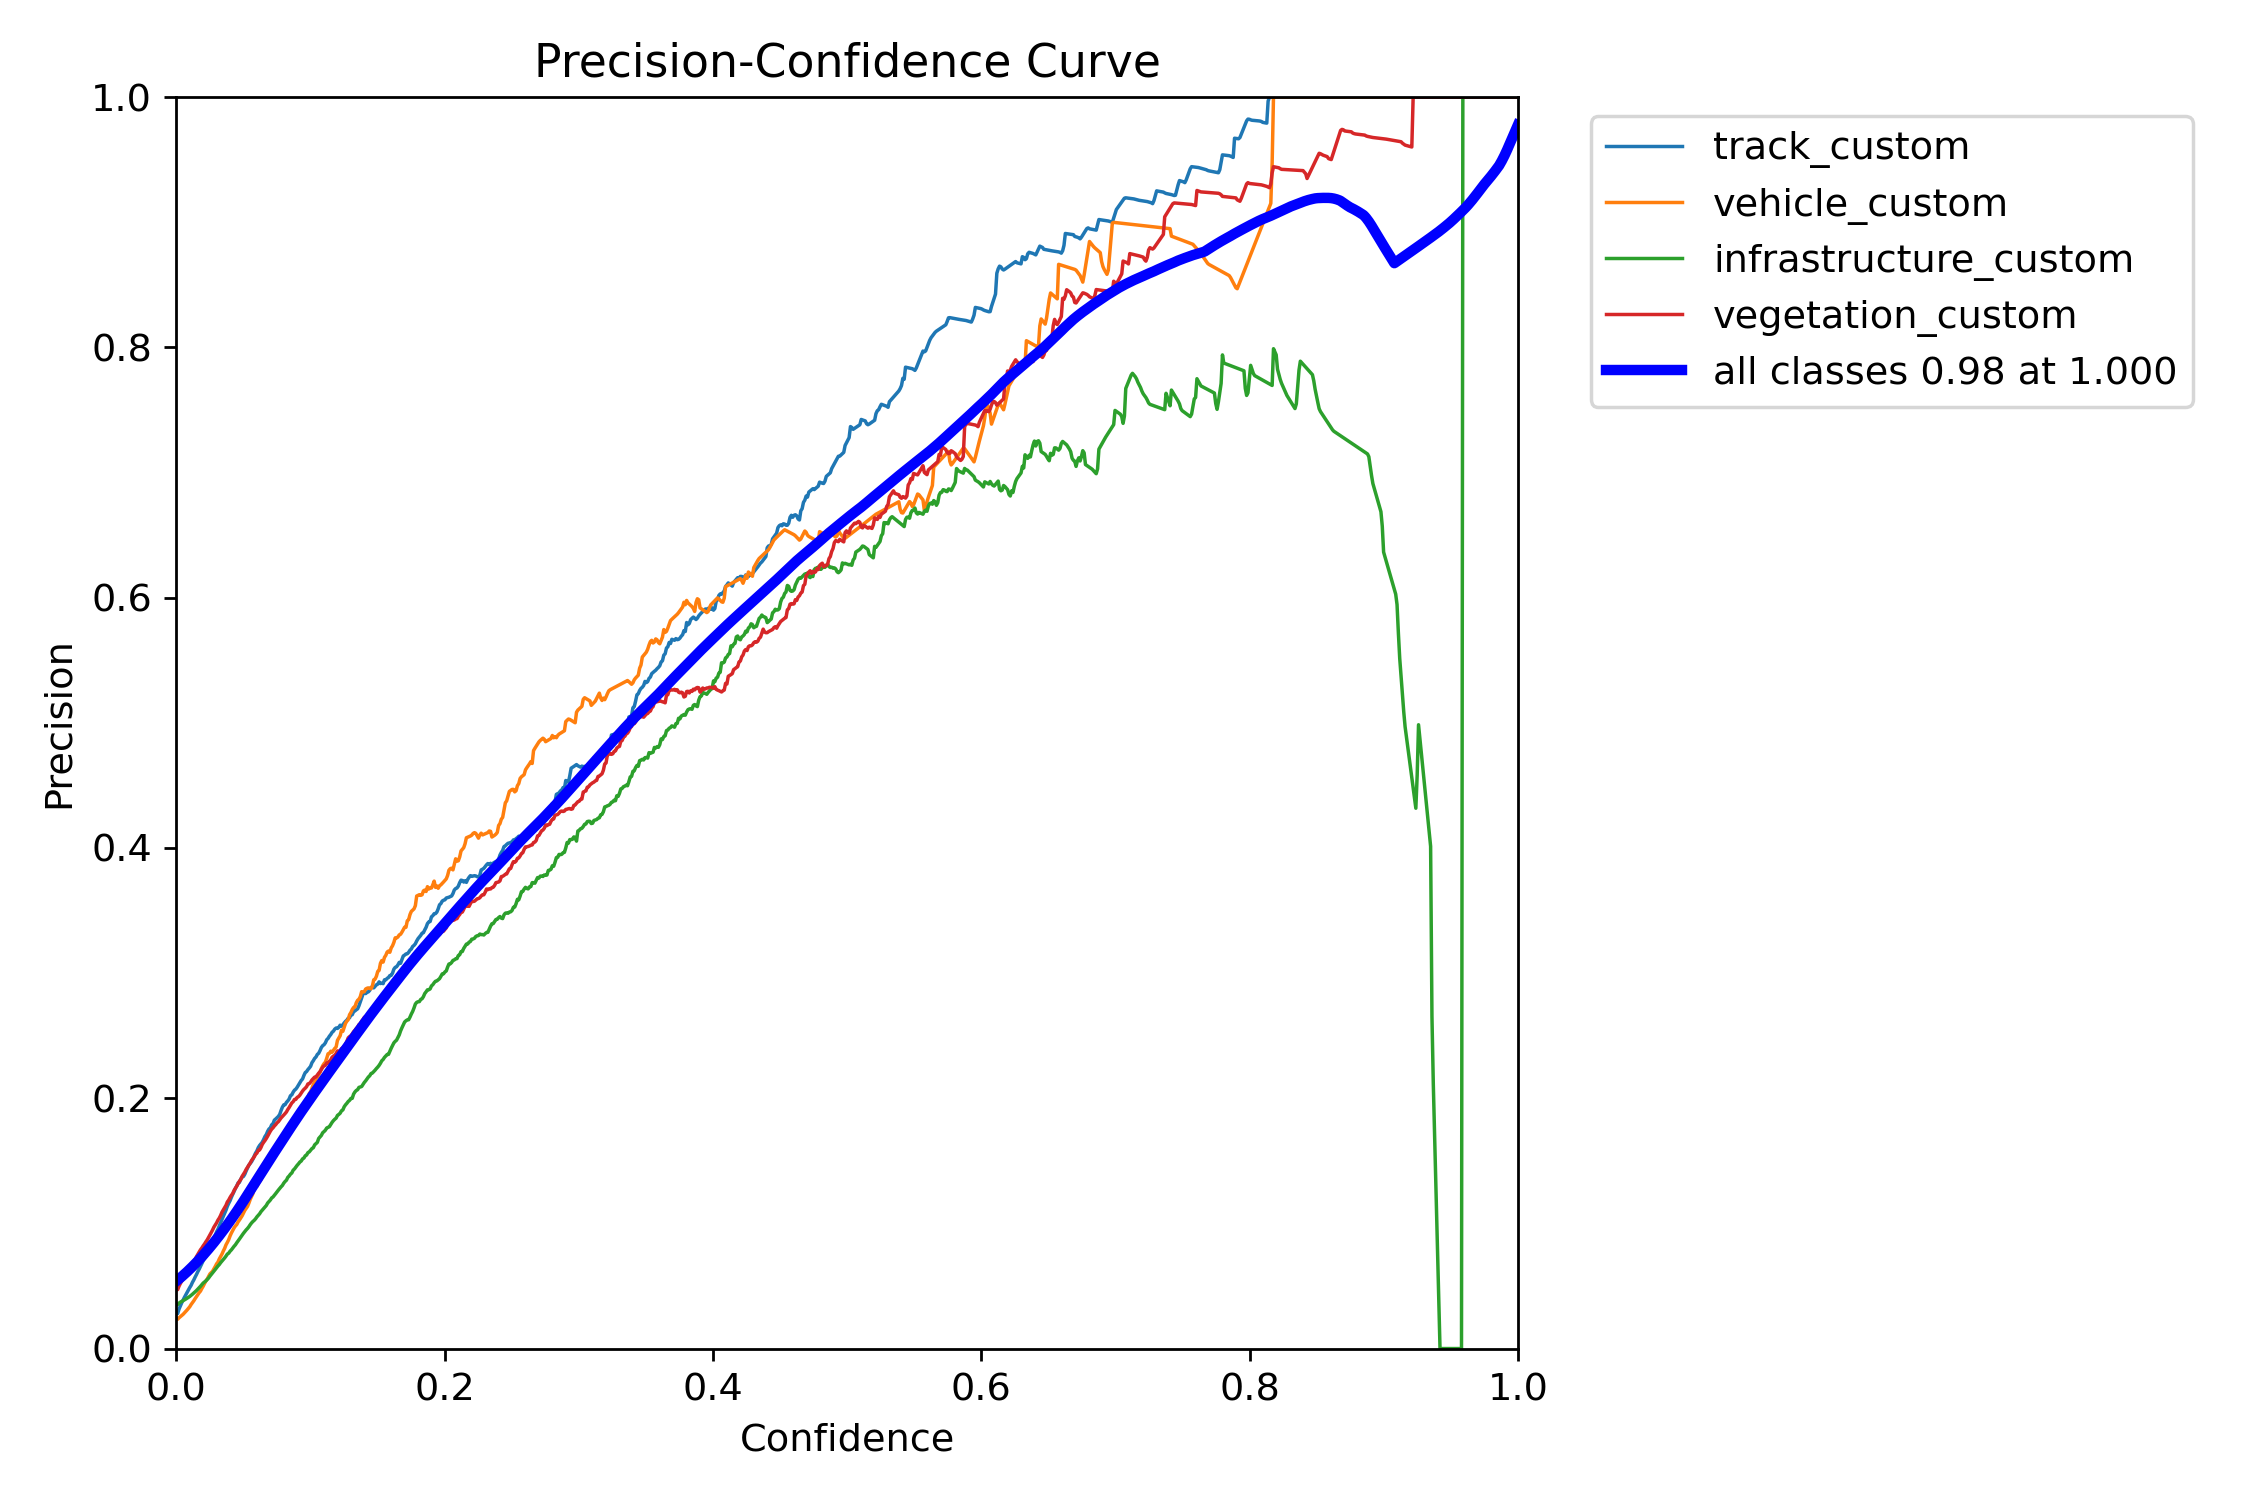 Precision-Confidence Curve
1.0
0.8
0.6
0.4
0.2
0.0
Precision
0.0 0.2 0.4 0.6 0.8 1.0
Confidence
track_custom
vehicle_custom
infrastructure_custom
vegetation_custom
all classes 0.98 at 1.000